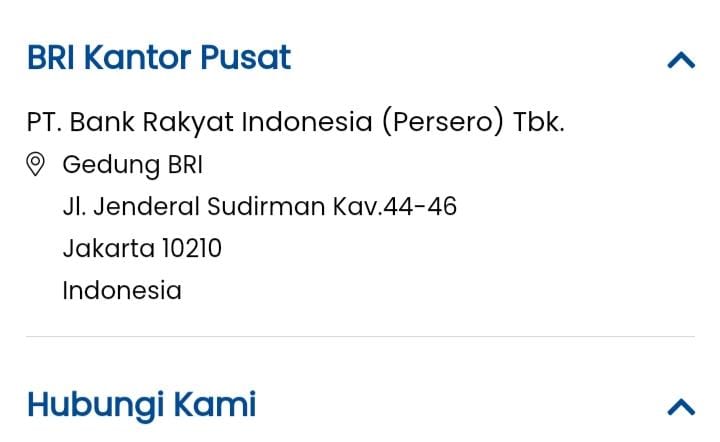 BRI Kantor Pusat
PT. Bank Rakyat Indonesia (Persero) Tbk.
Gedung BRI
Jl. Jenderal Sudirman Kav.44-46
Jakarta 10210
Indonesia
Hubungi Kami